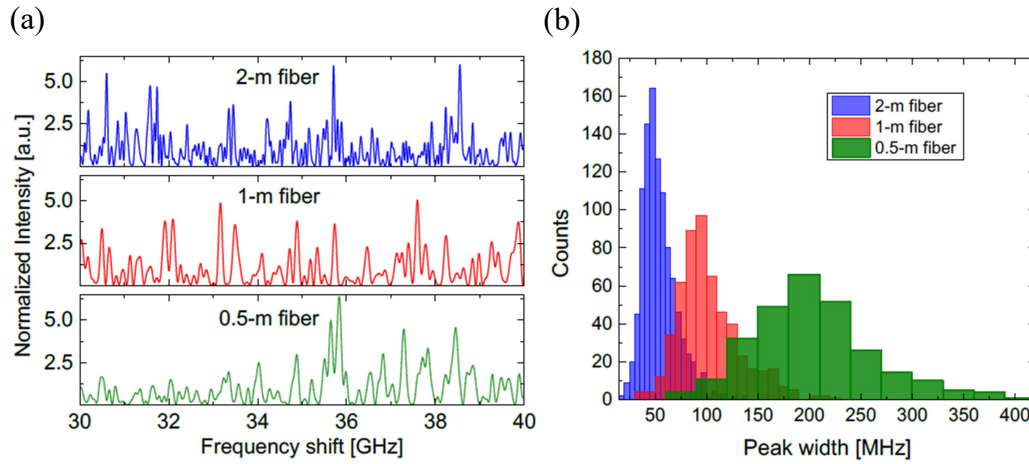 (a)
Normalized Intensity [a.u.]
5.0
2.5
2-m fiber
5.0
2.5
1-m fiber
5.0
2.5
0.5-m fiber
30 32 34 36 38 40
Frequency shift [GHz]
(b)
Counts
180
160
140
120
100
80
60
40
20
0
2-m fiber
1-m fiber
0.5-m fiber
50 100 150 200 250 300 350 400
Peak width [MHz]